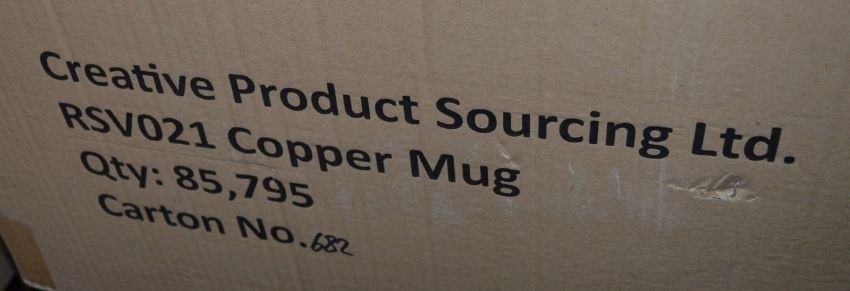 Creative Product Sourcing Ltd.
RSV021 Copper Mug
Qty: 85,795
Carton No.682